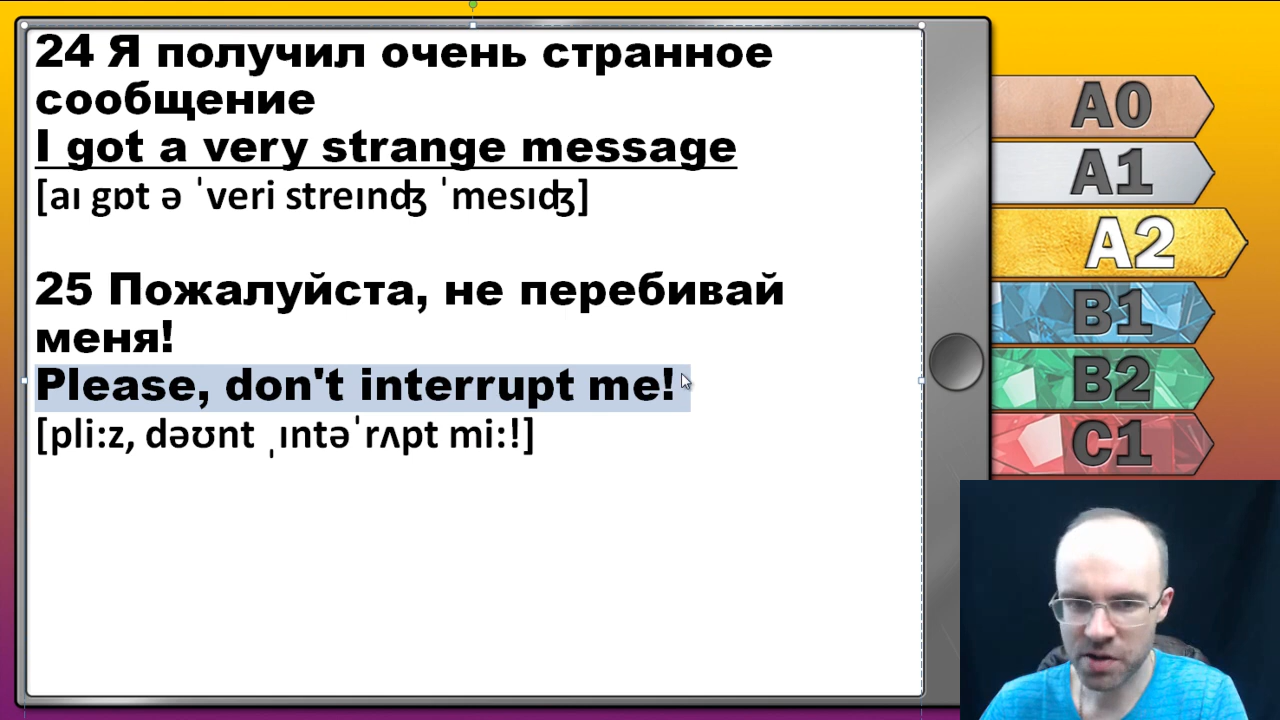 24 Я получил очень странное
сообщение
I got a very strange message
[aɪ gɒt ə ˈveri streɪnʤ ˈmesɪʤ]
25 Пожалуйста, не перебивай
меня!
Please, don't interrupt me!
[pli:z, dəʊnt ˌɪntəˈrʌpt mi:!]
A0
A1
A2
B1
B2
C1